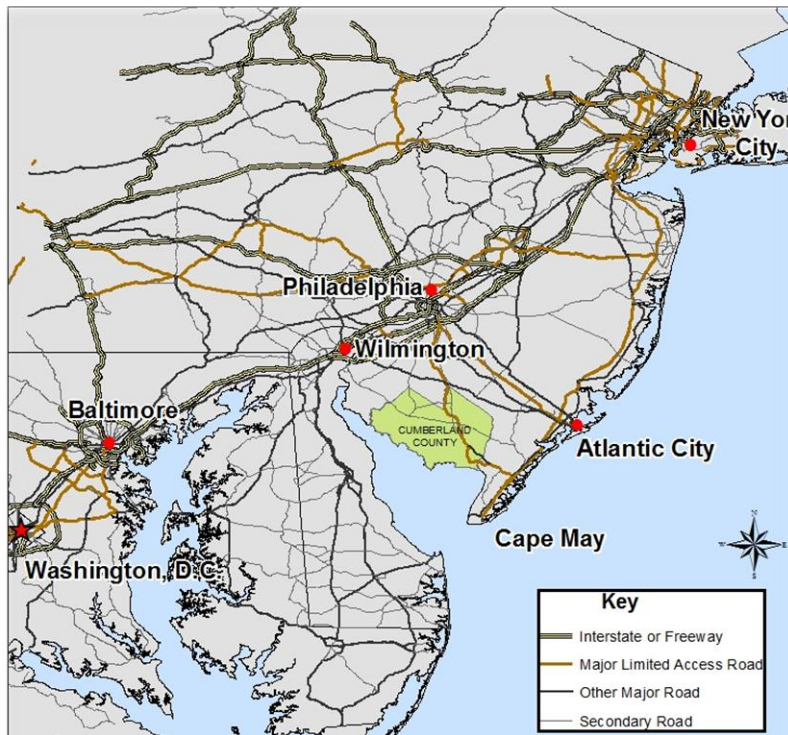 New Yor
City
Philadelphia
Wilmington
Baltimore
CUMBERLAND
COUNTY
Atlantic City
Cape May
Washington, D.C.
Key
Interstate or Freeway
Major Limited Access Road
Other Major Road
Secondary Road